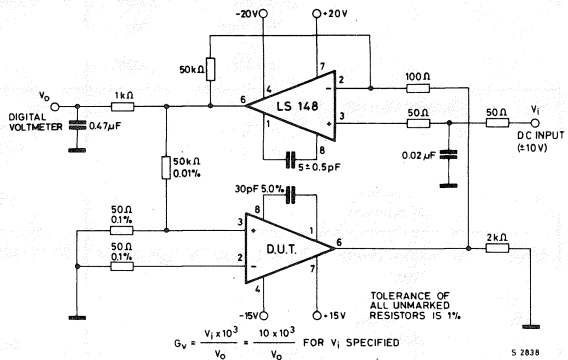 -20V
+20V
50kΩ
4
7
2
-
100Ω
Vo
1kΩ
6
LS 148
DIGITAL
VOLTMETER
0.47μF
1
3
+
8
50Ω
50Ω
Vi
DC INPUT
(±10V)
0.02μF
5±0.5pF
50kΩ
0.01%
30pF 5.0%
50Ω
0.1%
8
1
3
+
50Ω
0.1%
2
-
D.U.T.
6
7
4
2kΩ
-15V
+15V
TOLERANCE OF
ALL UNMARKED
RESISTORS IS 1%
Gv = Vi x 10³ / Vo = 10 x 10³ / Vo FOR Vi SPECIFIED
S 2838